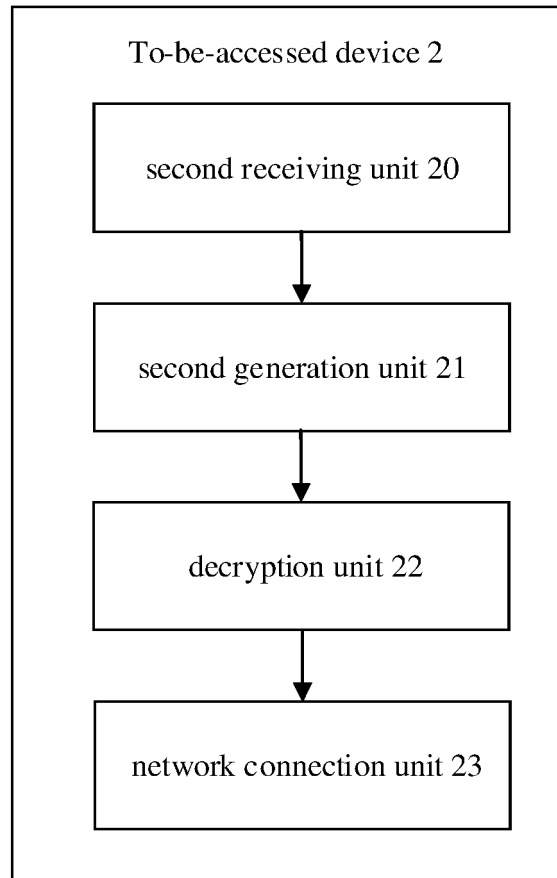 To-be-accessed device 2
second receiving unit 20
second generation unit 21
decryption unit 22
network connection unit 23